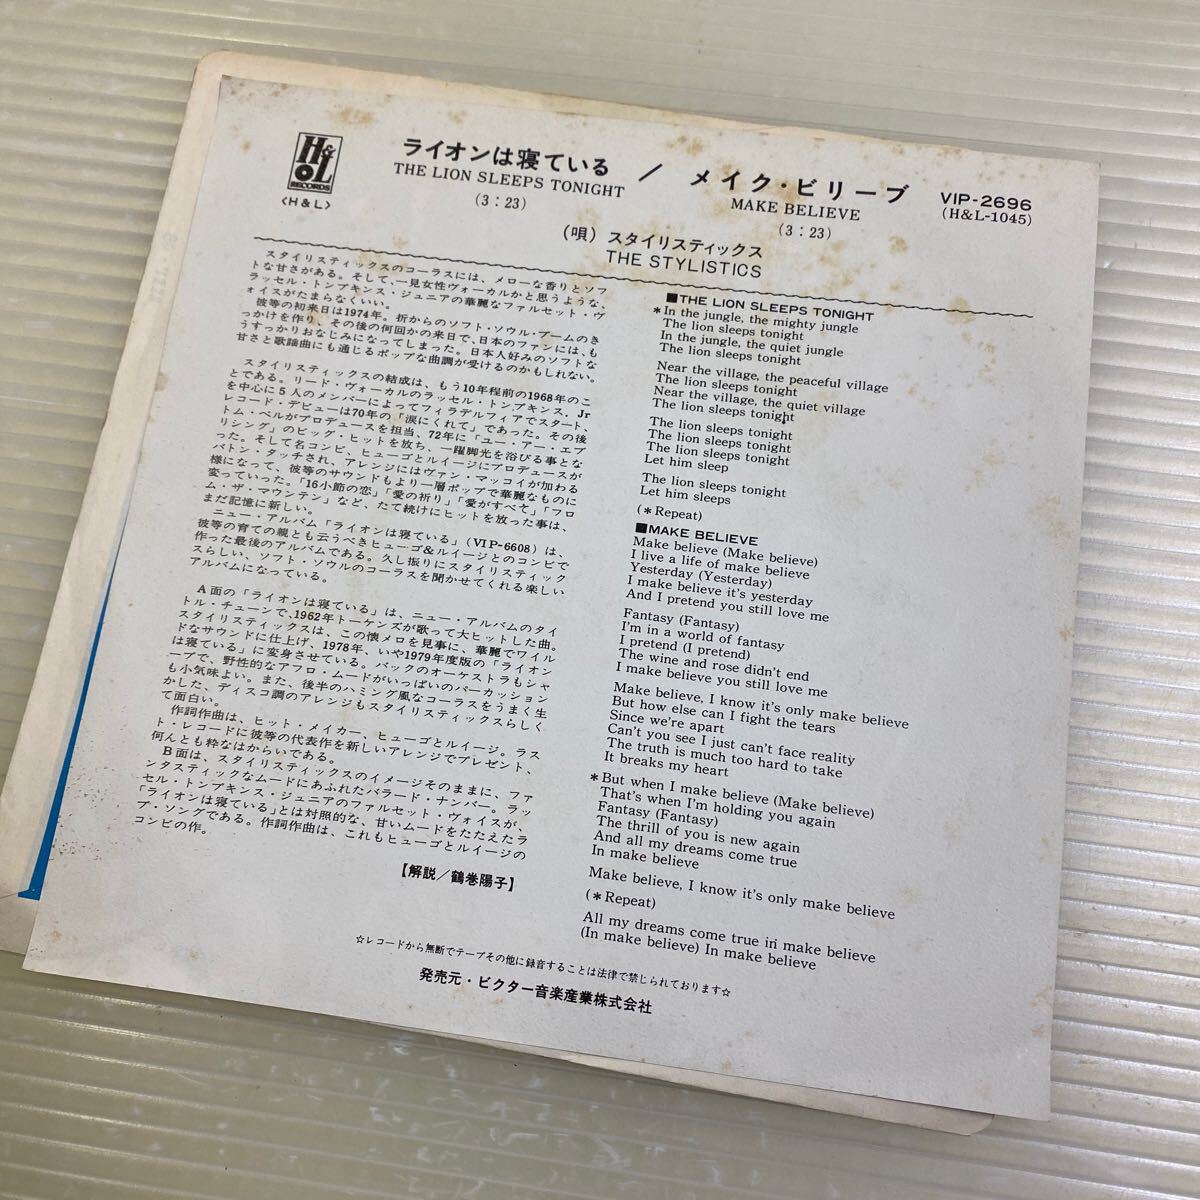 H&L
RECORDS
〈H&L〉
ライオンは寝ている / メイク・ビリーブ
THE LION SLEEPS TONIGHT
(3:23)
MAKE BELIEVE
(3:23)
VIP-2696
(H&L-1045)
(唄) スタイリスティックス
THE STYLISTICS
スタイリスティックスのコーラスには、メローな香りとソフ
トな甘さがある。そして、一見女性ヴォーカルかと思うような、
ラッセル・トンプキンス・ジュニアの華麗なファルセット・ヴ
ォイスがたまらなくいい。
彼等の初来日は1974年。折からのソフト・ソウル・ブームのき
っかけを作り、その後の何回かの来日で、日本のファンには、も
うすっかりおなじみになってしまった。日本人好みのソフトな
甘さと歌謡曲にも通じるポップな曲調が受けるのかもしれない。
スタイリスティックスの結成は、もう10年程前の1968年のこ
とである。リード・ヴォーカルのラッセル・トンプキンス. Jr
を中心に5人のメンバーによってフィラデルフィアでスタート、
レコード・デビューは70年の「涙にくれて」であった。その後
トム・ベルがプロデュースを担当、72年に「ユー・アー・エブ
リシング」のビッグ・ヒットを放ち、一躍脚光を浴びる事とな
った。そして名コンビ、ヒューゴとルイージにプロデュースが
バトン・タッチされ、アレンジにはヴァン・マッコイが加わる
様になって、彼等のサウンドもより一層ポップで華麗なものに
変っていった。「16小節の恋」「愛の祈り」「愛がすべて」「フロ
ム・ザ・マウンテン」など、たて続けにヒットを放った事は、
まだ記憶に新しい。
ニュー・アルバム「ライオンは寝ている」(VIP-6608)は、
彼等の育ての親とも云うべきヒューゴ&ルイージとのコンビで
作った最後のアルバムである。久し振りにスタイリスティック
スらしい、ソフト・ソウルのコーラスを聞かせてくれる楽しい
アルバムになっている。
A面の「ライオンは寝ている」は、ニュー・アルバムのタイ
トル・チューンで、1962年トーケンズが歌って大ヒットした曲。
スタイリスティックスは、この懐メロを見事に、華麗でワイル
ドなサウンドに仕上げ、1978年、いや1979年度版の「ライオン
は寝ている」に変身させている。バックのオーケストラもシャ
ープで、野性的なアフロ・ムードがいっぱいのパーカッション
も小気味よい。また、後半のハミング風なコーラスをうまく生
かした、ディスコ調のアレンジもスタイリスティックスらしく
て面白い。
作詞作曲は、ヒット・メイカー、ヒューゴとルイージ。ラス
ト・レコードに彼等の代表作を新しいアレンジでプレゼント、
何んとも粋なはからいである。
B面は、スタイリスティックスのイメージそのままに、ファ
ンタスティックなムードにあふれたバラード・ナンバー。ラッ
セル・トンプキンス・ジュニアのファルセット・ヴォイスが、
「ライオンは寝ている」とは対照的な、甘いムードをたたえたラ
ブ・ソングである。作詞作曲は、これもヒューゴとルイージの
コンビの作。
【解説/鶴巻陽子】
■THE LION SLEEPS TONIGHT
*In the jungle, the mighty jungle
The lion sleeps tonight
In the jungle, the quiet jungle
The lion sleeps tonight
Near the village, the peaceful village
The lion sleeps tonight
Near the village, the quiet village
The lion sleeps tonight
The lion sleeps tonight
The lion sleeps tonight
The lion sleeps tonight
Let him sleep
The lion sleeps tonight
Let him sleeps
(*Repeat)
■MAKE BELIEVE
Make believe (Make believe)
I live a life of make believe
Yesterday (Yesterday)
I make believe it's yesterday
And I pretend you still love me
Fantasy (Fantasy)
I'm in a world of fantasy
I pretend (I pretend)
The wine and rose didn't end
I make believe you still love me
Make believe, I know it's only make believe
But how else can I fight the tears
Since we're apart
Can't you see I just can't face reality
The truth is much too hard to take
It breaks my heart
*But when I make believe (Make believe)
That's when I'm holding you again
Fantasy (Fantasy)
The thrill of you is new again
And all my dreams come true
In make believe
Make believe, I know it's only make believe
(*Repeat)
All my dreams come true in make believe
(In make believe) In make believe
☆レコードから無断でテープその他に録音することは法律で禁じられております☆
発売元・ビクター音楽産業株式会社